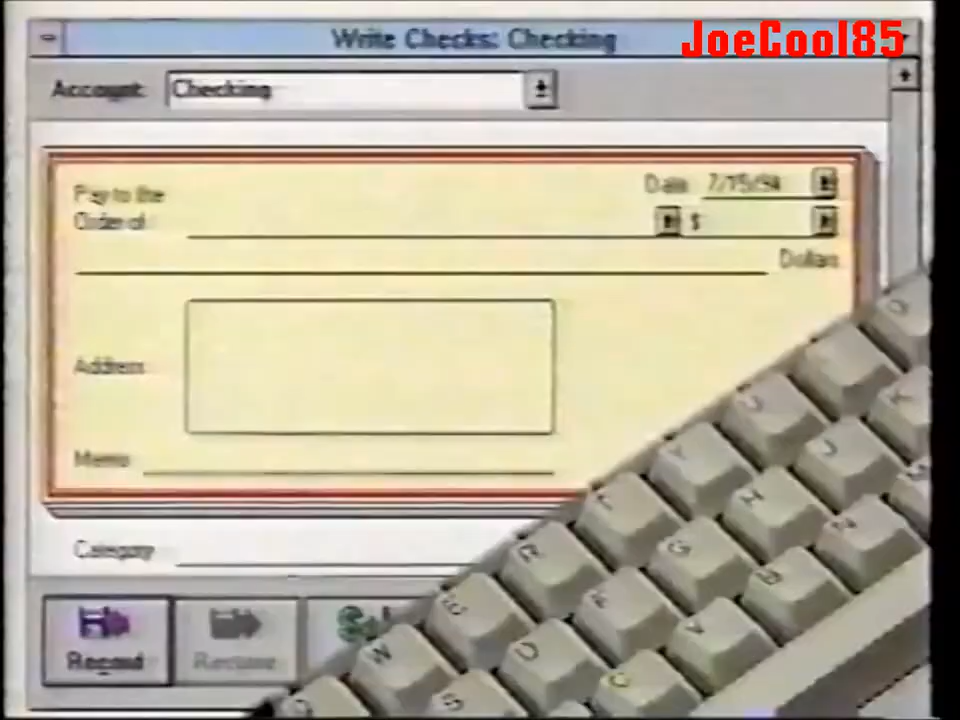 Write Checks: Checking
JoeCool85
Account: Checking
Pay to the
Order of
Date 7/15/94
$
Dollars
Address
Memo
Category
Record
Restore